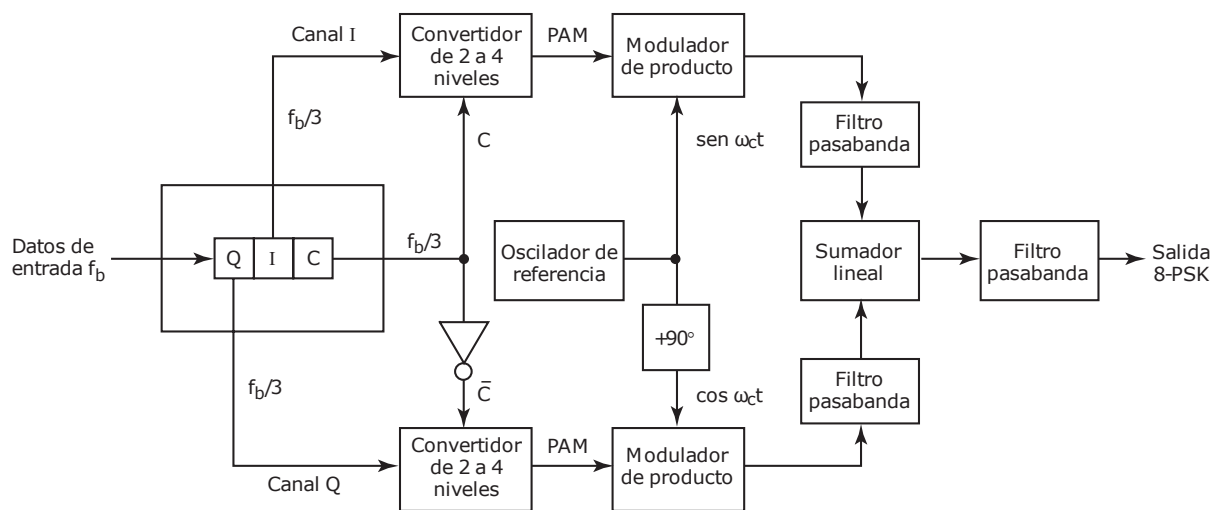 Canal I
Convertidor
de 2 a 4
niveles
PAM
Modulador
de producto
f_b/3
C
sen ω_ct
Filtro
pasabanda
Datos de
entrada f_b
Q I C
f_b/3
Oscilador de
referencia
Sumador
lineal
Filtro
pasabanda
Salida
8-PSK
+90°
f_b/3
C̄
cos ω_ct
Filtro
pasabanda
Canal Q
Convertidor
de 2 a 4
niveles
PAM
Modulador
de producto